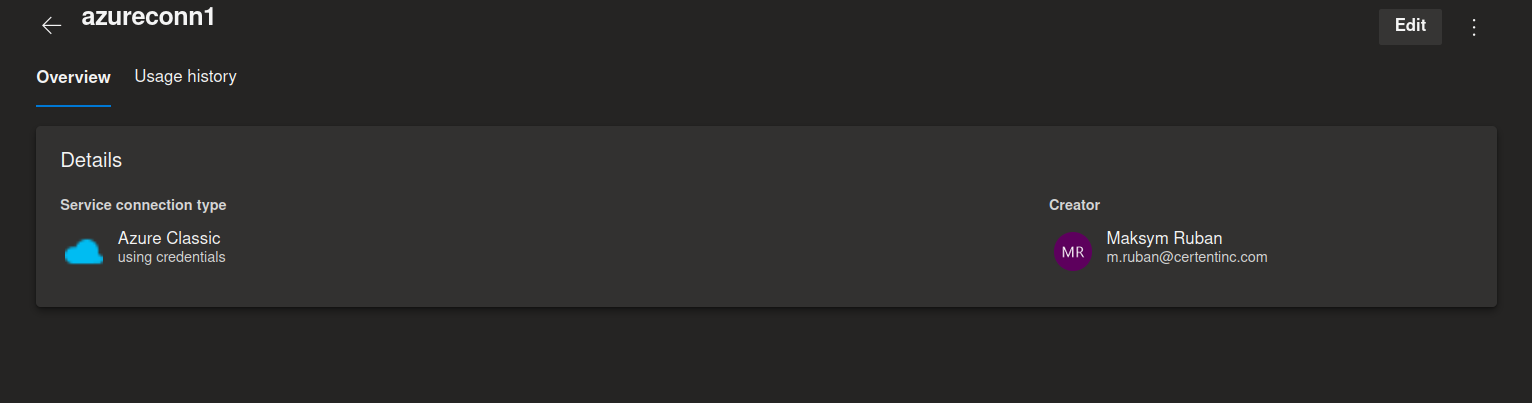 azureconn1
Edit
Overview
Usage history
Details
Service connection type
Creator
Azure Classic
using credentials
MR
Maksym Ruban
m.ruban@certentinc.com